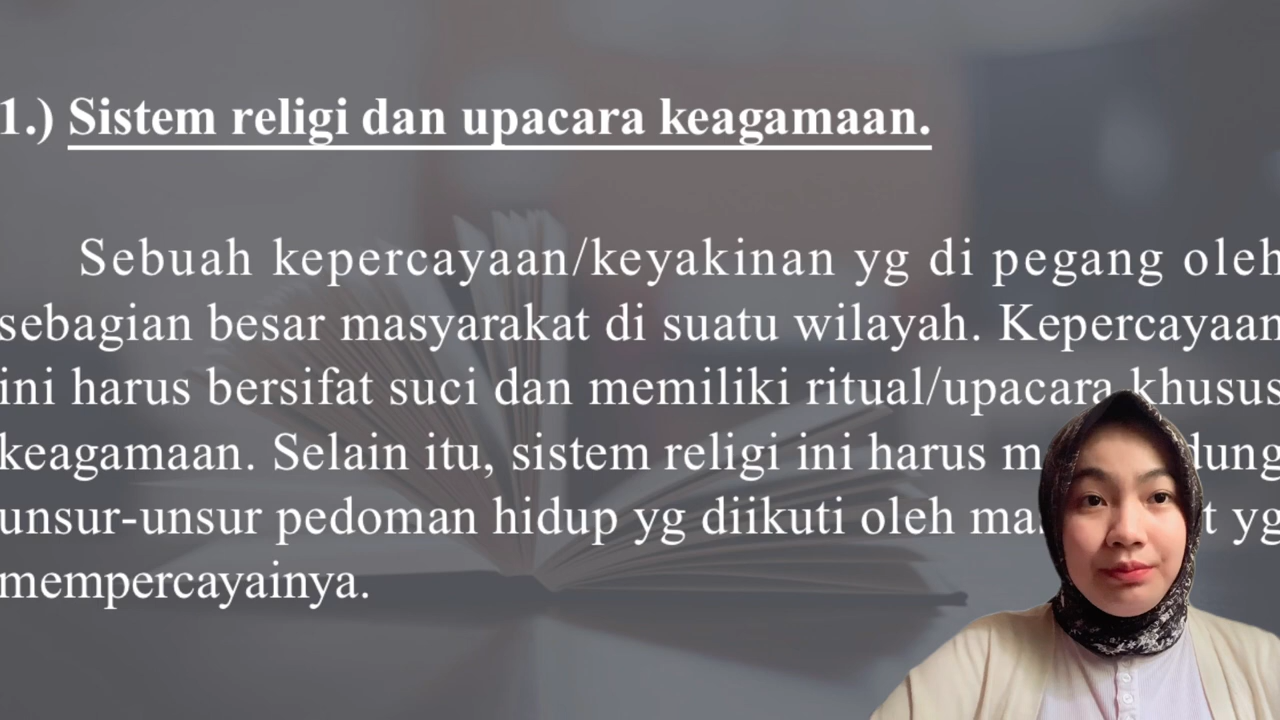 1.) Sistem religi dan upacara keagamaan.
Sebuah kepercayaan/keyakinan yg di pegang oleh
sebagian besar masyarakat di suatu wilayah. Kepercayaan
ini harus bersifat suci dan memiliki ritual/upacara khusus
keagamaan. Selain itu, sistem religi ini harus
unsur-unsur pedoman hidup yg diikuti oleh yg
mempercayainya.